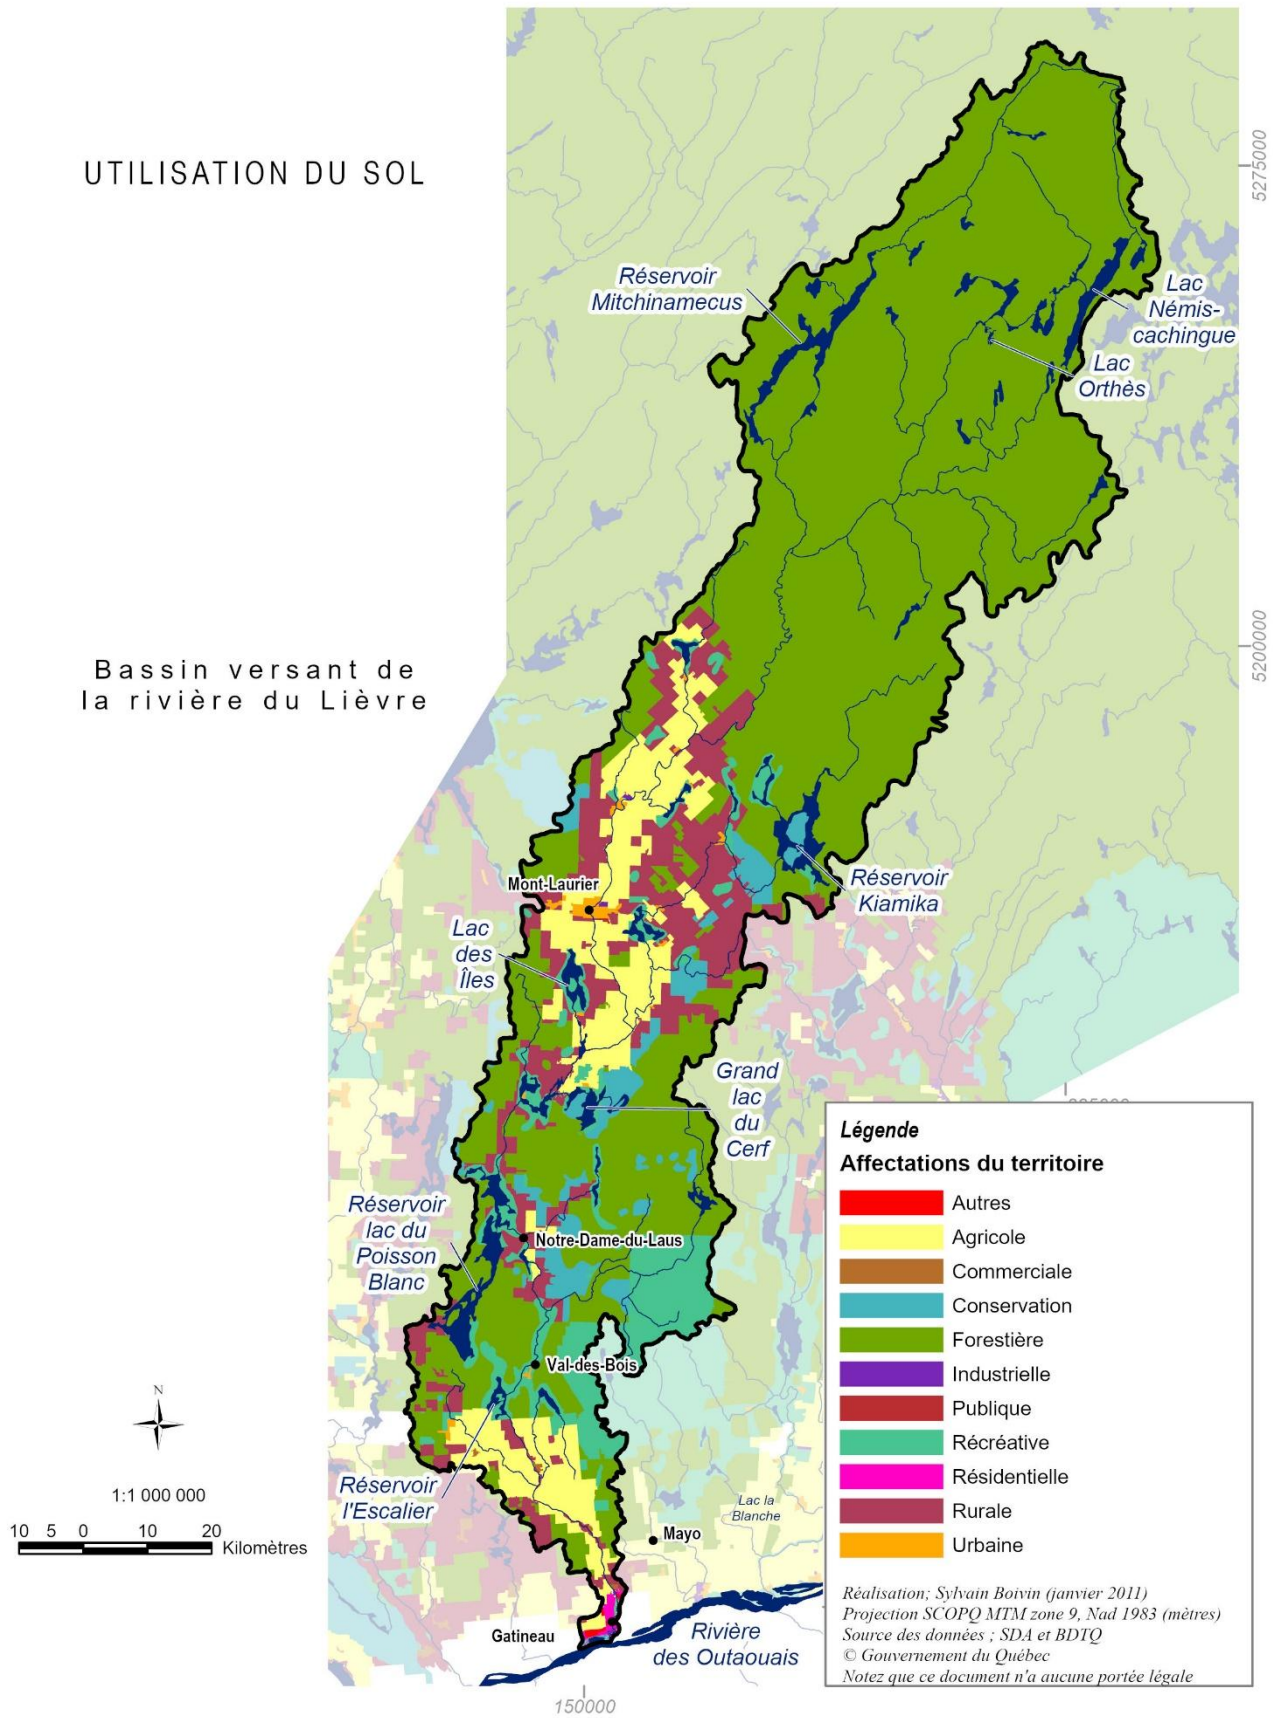 UTILISATION DU SOL
Bassin versant de
la rivière du Lièvre
5275000
5200000
Réservoir
Mitchinamecus
Lac
Némis-
cachingue
Lac
Orthès
Mont-Laurier
Réservoir
Kiamika
Lac
des
Îles
Grand
lac
du
Cerf
Réservoir
lac du
Poisson
Blanc
Notre-Dame-du-Laus
Val-des-Bois
Réservoir
l'Escalier
Lac la
Blanche
Mayo
Gatineau
Rivière
des Outaouais
150000
N
1:1 000 000
10 5 0 10 20
Kilomètres
Légende
Affectations du territoire
Autres
Agricole
Commerciale
Conservation
Forestière
Industrielle
Publique
Récréative
Résidentielle
Rurale
Urbaine
Réalisation; Sylvain Boivin (janvier 2011)
Projection SCOPQ MTM zone 9, Nad 1983 (mètres)
Source des données ; SDA et BDTQ
© Gouvernement du Québec
Notez que ce document n'a aucune portée légale